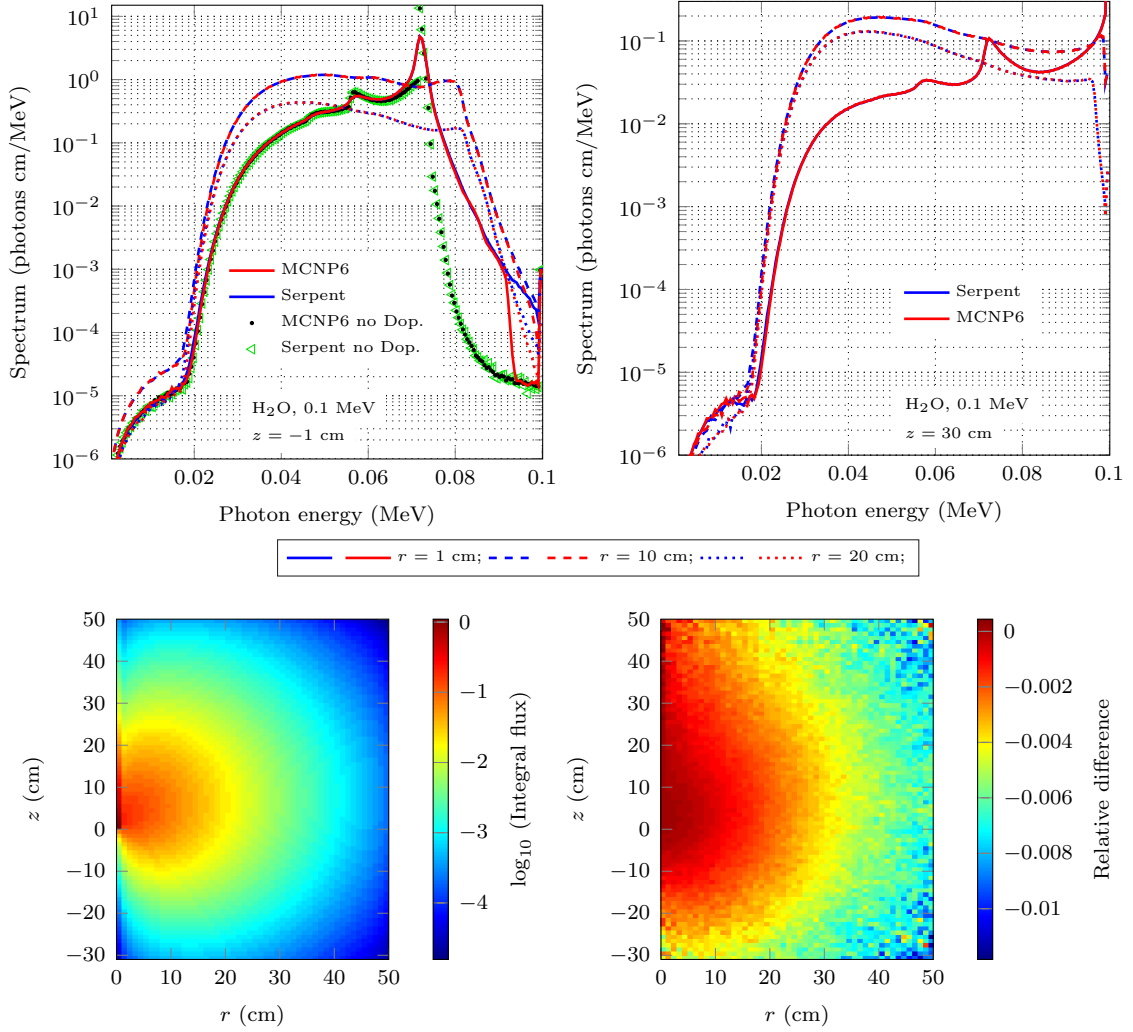 10^1
10^0
10^−1
10^−2
10^−3
10^−4
10^−5
10^−6
Spectrum (photons cm/MeV)
MCNP6
Serpent
MCNP6 no Dop.
Serpent no Dop.
H₂O, 0.1 MeV
z = −1 cm
0.02 0.04 0.06 0.08 0.1
Photon energy (MeV)
10^−1
10^−2
10^−3
10^−4
10^−5
10^−6
Spectrum (photons cm/MeV)
Serpent
MCNP6
H₂O, 0.1 MeV
z = 30 cm
0.02 0.04 0.06 0.08 0.1
Photon energy (MeV)
r = 1 cm; r = 10 cm; r = 20 cm;
50
40
30
20
10
0
−10
−20
−30
z (cm)
0 10 20 30 40 50
r (cm)
0
−1
−2
−3
−4
log₁₀ (Integral flux)
50
40
30
20
10
0
−10
−20
−30
z (cm)
0 10 20 30 40 50
r (cm)
0
−0.002
−0.004
−0.006
−0.008
−0.01
Relative difference